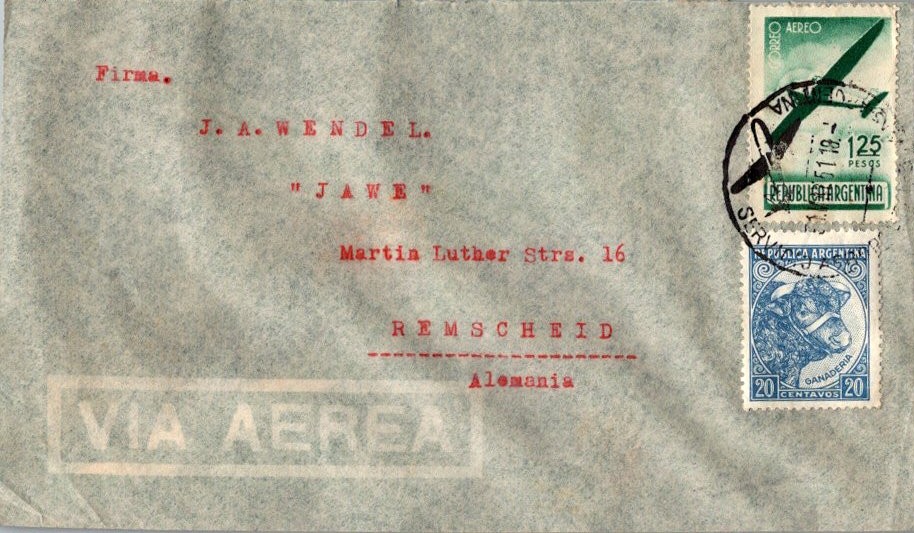 Firma.
J. A. WENDEL.
"JAWE"
Martin Luther Strs. 16
REMSCHEID
Alemania
VIA AEREA
CORREO AEREO
1 25
PESOS
REPUBLICA ARGENTINA
REPUBLICA ARGENTINA
GANADERIA
20 CENTAVOS 20